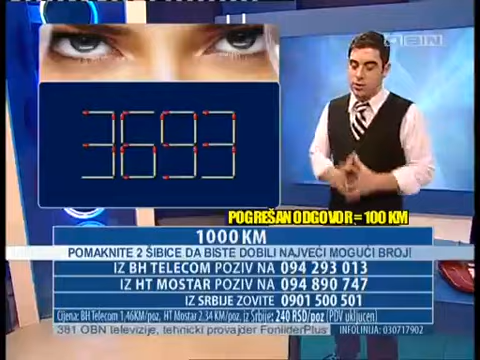 OBN
3693
POGREŠAN ODGOVOR = 100 KM
1000 KM
POMAKNITE 2 ŠIBICE DA BISTE DOBILI NAJVEĆI MOGUĆI BROJ!
IZ BH TELECOM POZIV NA 094 293 013
IZ HT MOSTAR POZIV NA 094 890 747
IZ SRBIJE ZOVITE 0901 500 501
Cijena: BH Telecom 1,46KM/poz, HT Mostar 2.34 KM/poz, iz Srbije: 240 RSD/poz (PDV uključen)
381 OBN televizije, tehnicki provajder FonliderPlus
INFOLINIJA: 030717902